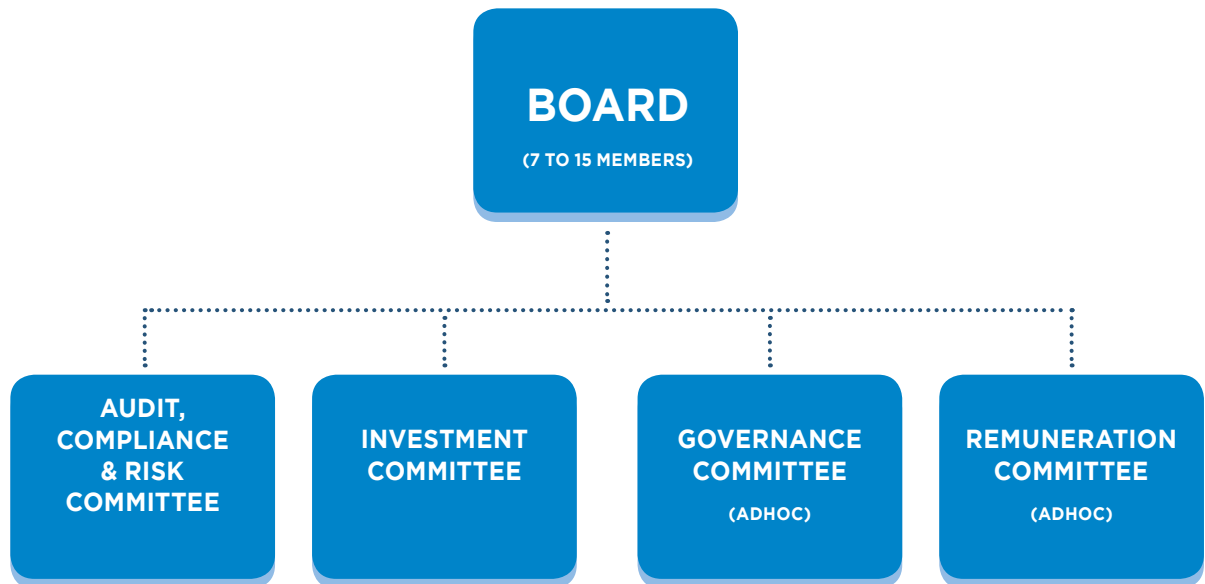 BOARD
(7 TO 15 MEMBERS)
AUDIT,
COMPLIANCE
& RISK
COMMITTEE
INVESTMENT
COMMITTEE
GOVERNANCE
COMMITTEE
(ADHOC)
REMUNERATION
COMMITTEE
(ADHOC)